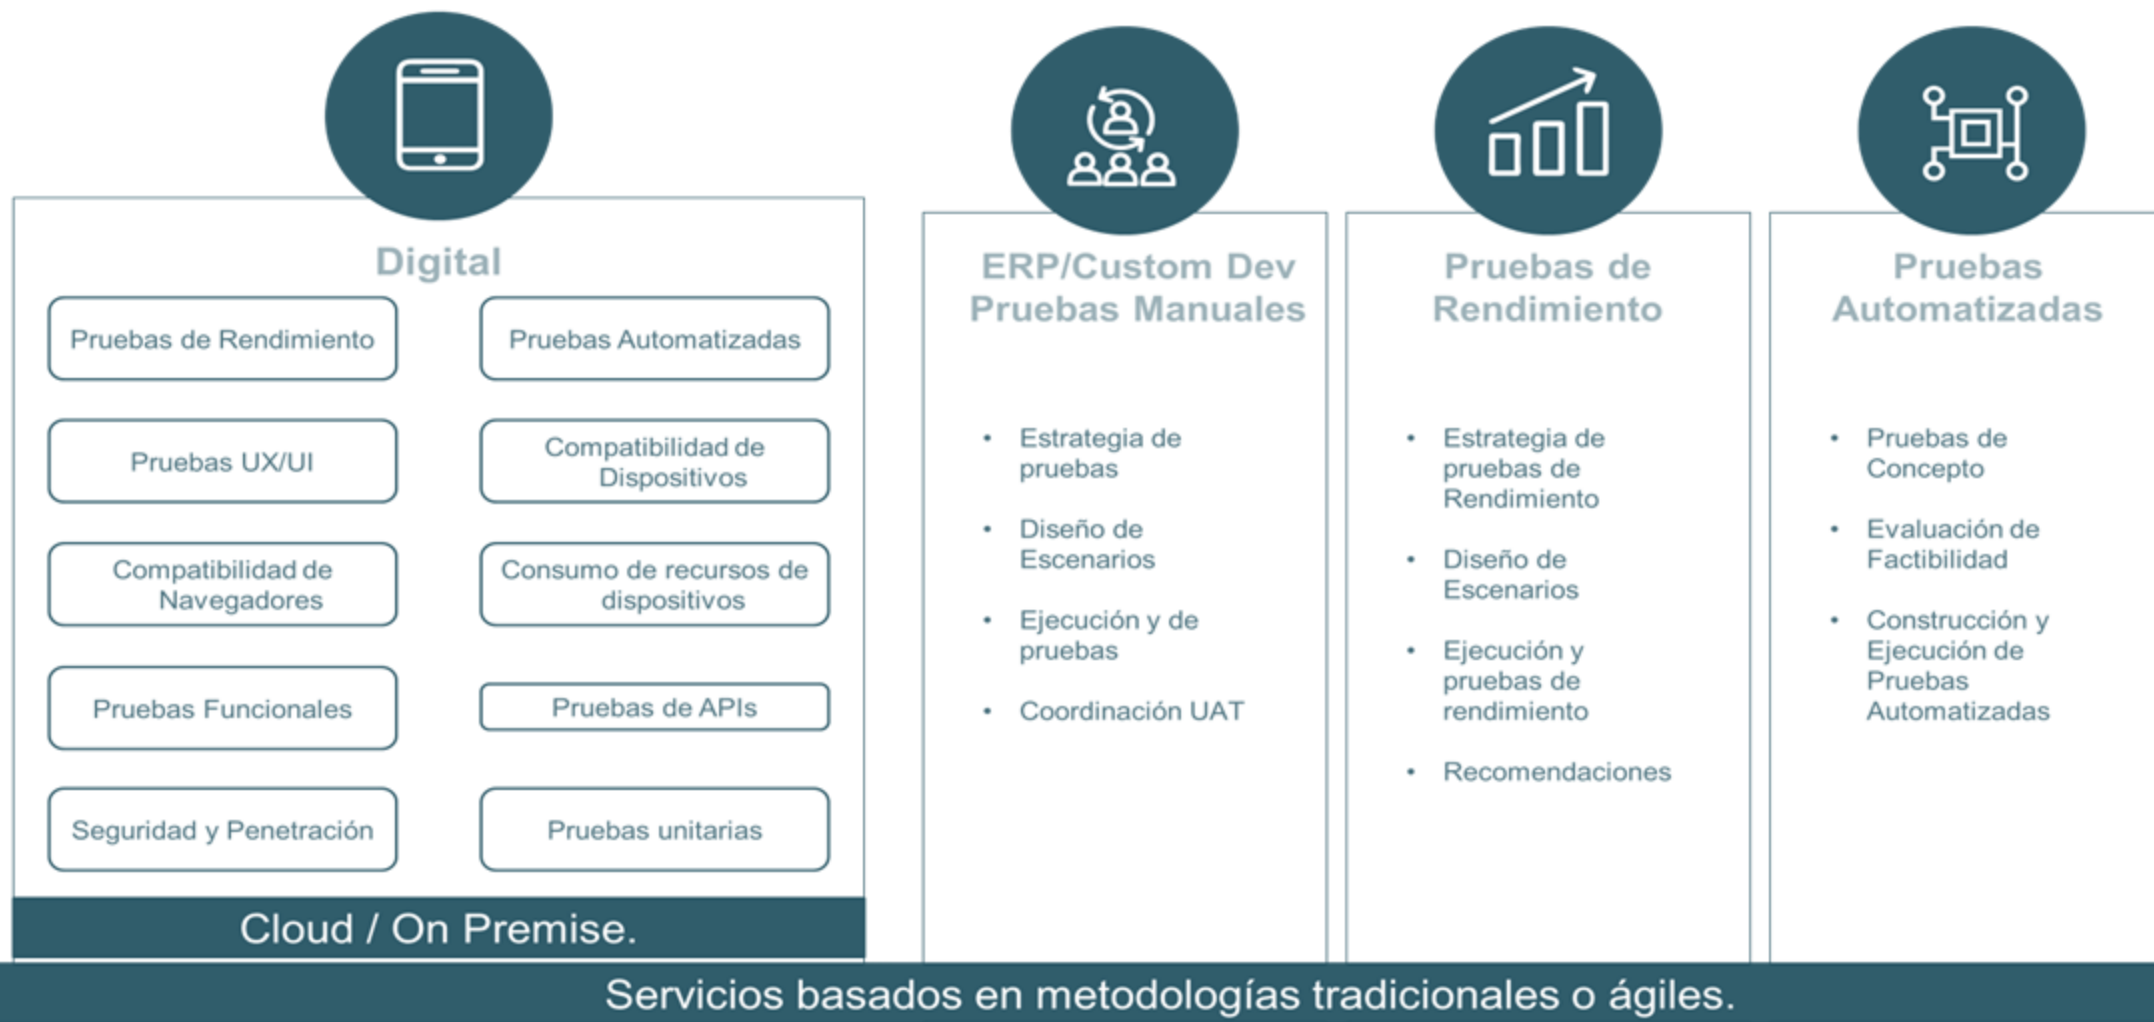 Digital
Pruebas de Rendimiento
Pruebas Automatizadas
Pruebas UX/UI
Compatibilidad de
Dispositivos
Compatibilidad de
Navegadores
Consumo de recursos de
dispositivos
Pruebas Funcionales
Pruebas de APIs
Seguridad y Penetración
Pruebas unitarias
Cloud / On Premise.
ERP/Custom Dev
Pruebas Manuales
• Estrategia de
pruebas
• Diseño de
Escenarios
• Ejecución y de
pruebas
• Coordinación UAT
Pruebas de
Rendimiento
• Estrategia de
pruebas de
Rendimiento
• Diseño de
Escenarios
• Ejecución y
pruebas de
rendimiento
• Recomendaciones
Pruebas
Automatizadas
• Pruebas de
Concepto
• Evaluación de
Factibilidad
• Construcción y
Ejecución de
Pruebas
Automatizadas
Servicios basados en metodologías tradicionales o ágiles.